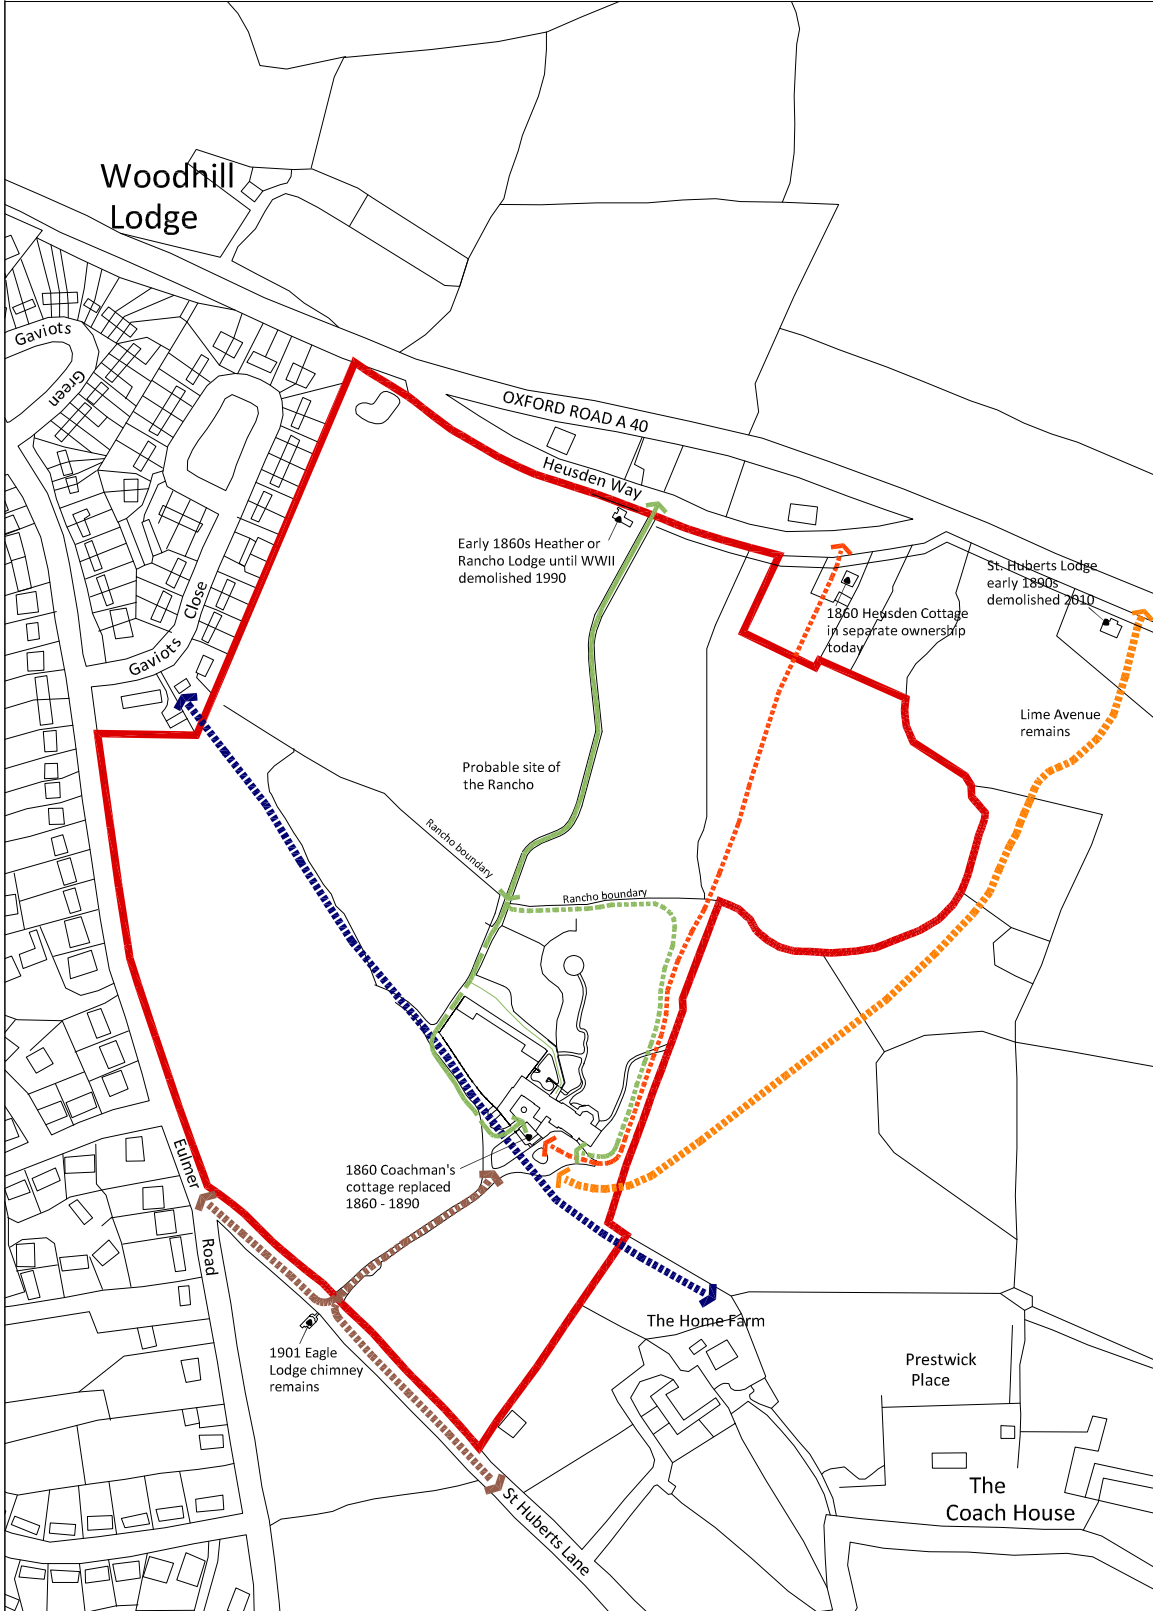 Woodhill
Lodge
Gaviots
Green
OXFORD ROAD A 40
Heusden Way
Early 1860s Heather or
Rancho Lodge until WWII
demolished 1990
St. Huberts Lodge
early 1890s
demolished 2010
1860 Heusden Cottage
in separate ownership
today
Gaviots
Close
Lime Avenue
remains
Probable site of
the Rancho
Rancho boundary
Rancho boundary
1860 Coachman's
cottage replaced
1860 - 1890
Eulmer
Road
1901 Eagle
Lodge chimney
remains
The Home Farm
Prestwick
Place
The
Coach House
St Huberts Lane